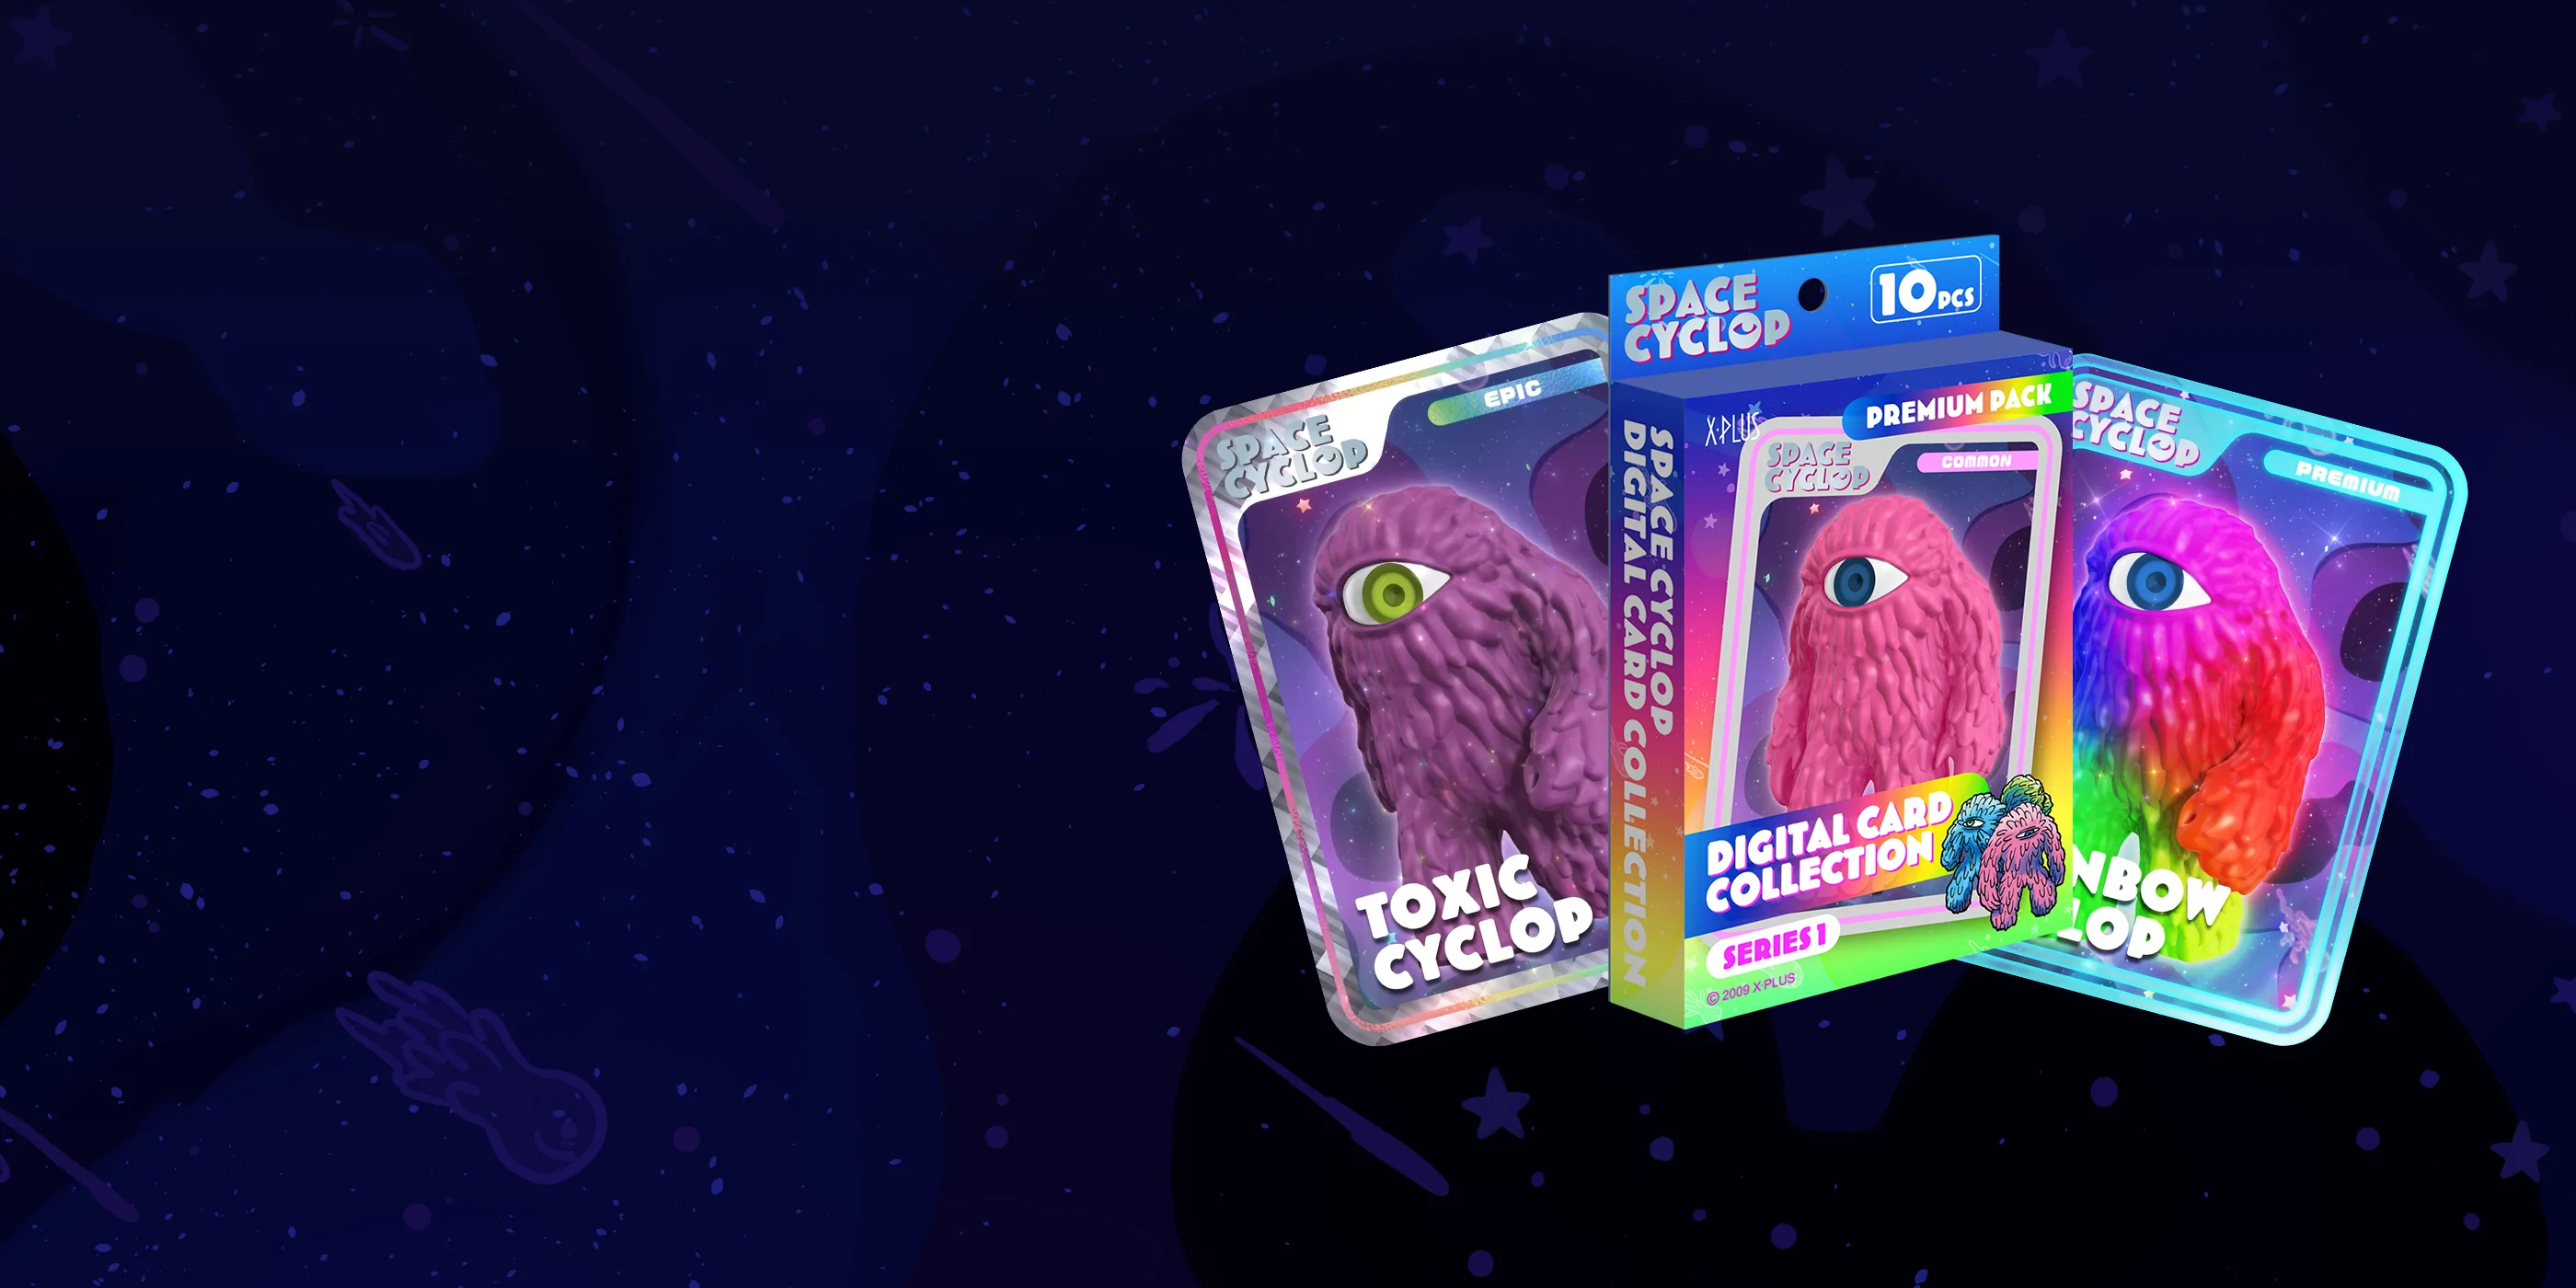 SPACE
CYCLOP
EPIC
TOXIC
CYCLOP
SPACE
CYCLOP
10PCS
SPACE CYCLOP
DIGITAL CARD COLLECTION
X·PLUS
PREMIUM PACK
SPACE
CYCLOP
COMMON
DIGITAL CARD
COLLECTION
SERIES 1
© 2009 X·PLUS
SPACE
CYCLOP
PREMIUM
NBOW
LOP